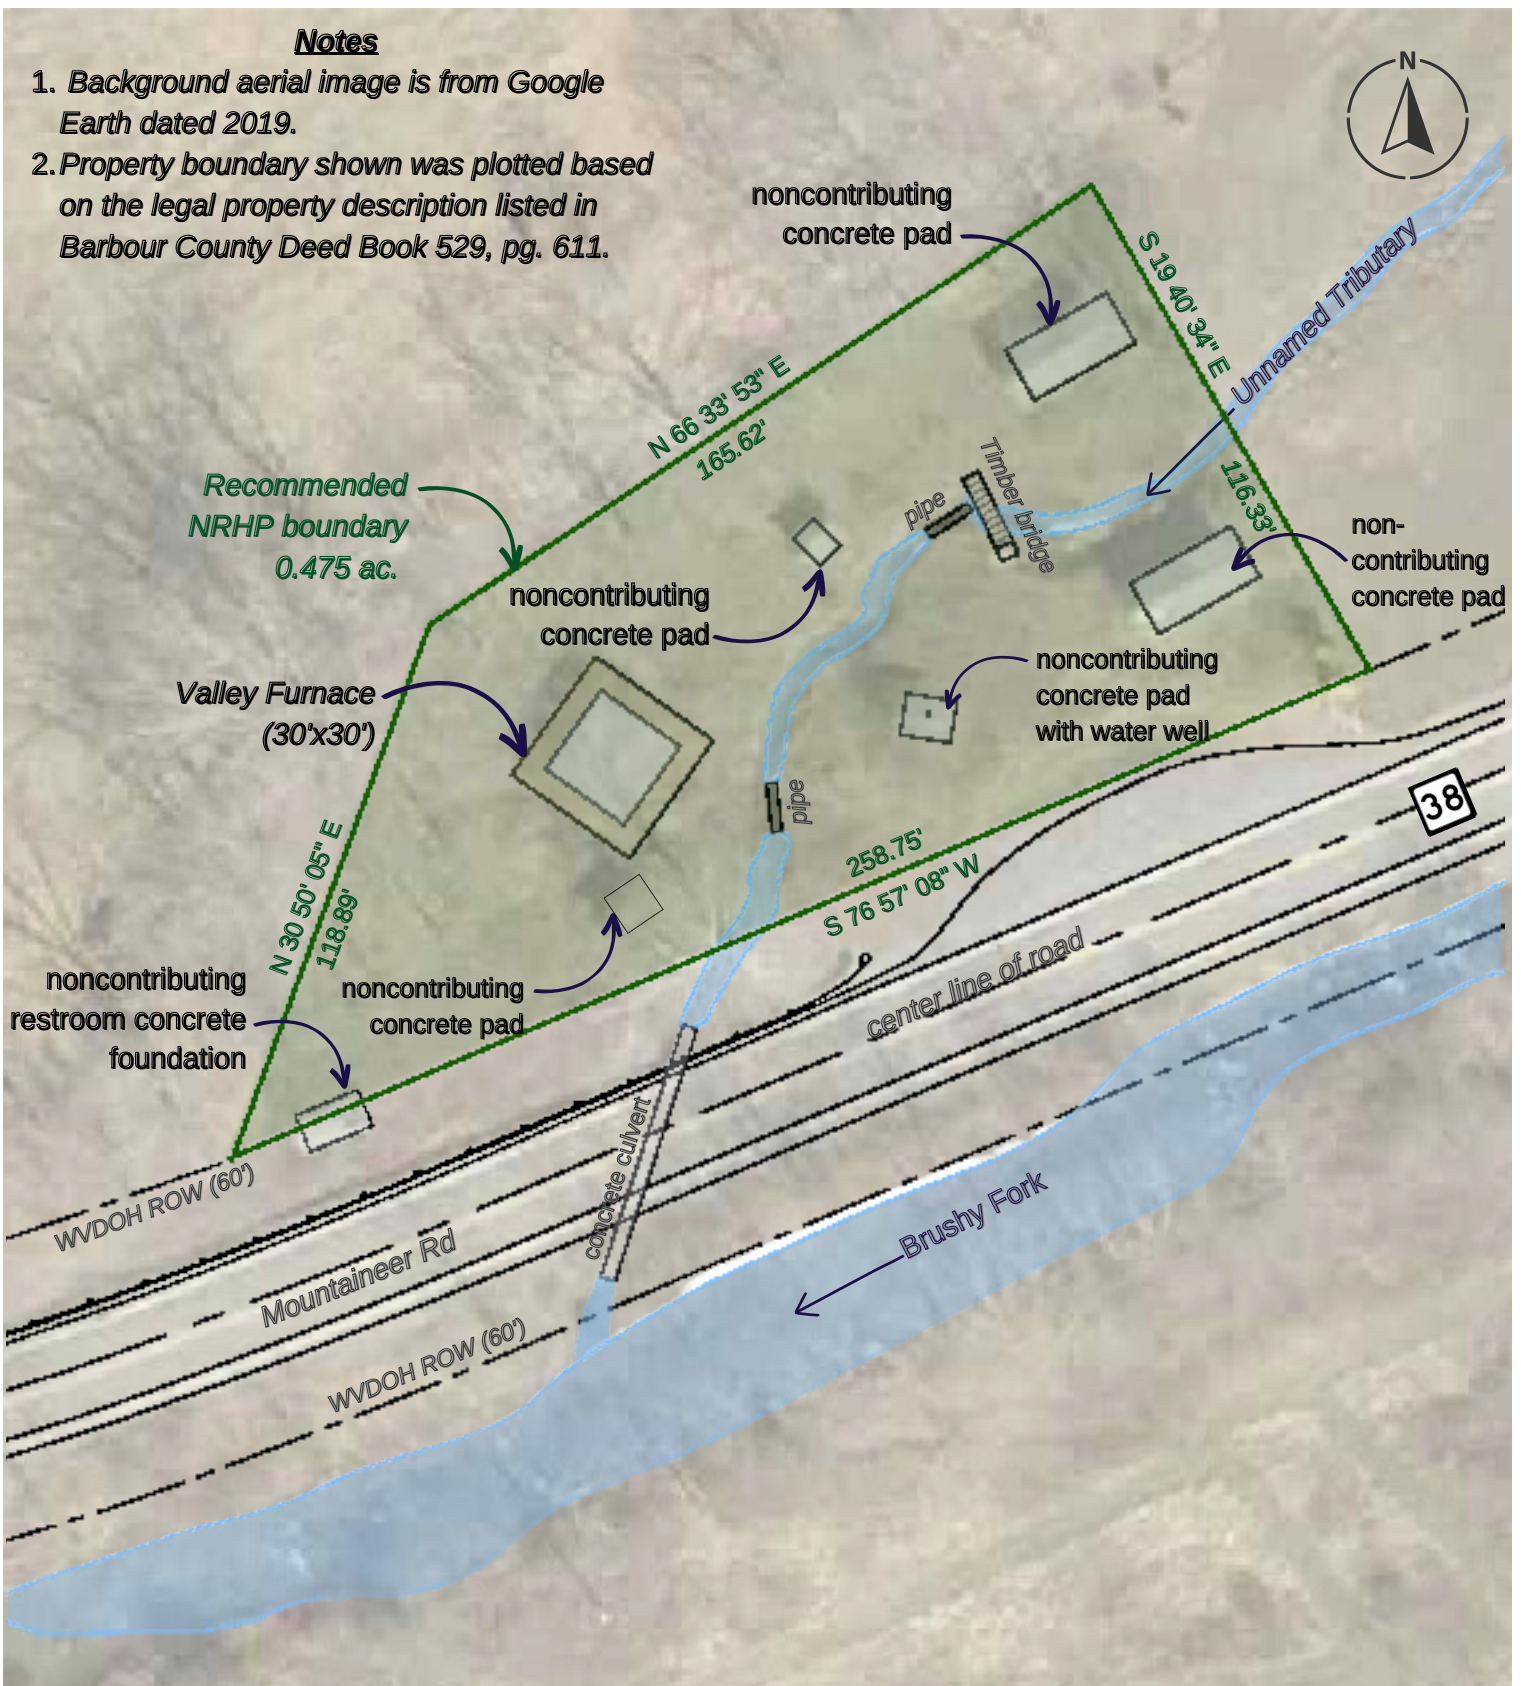 Notes
1. Background aerial image is from Google
Earth dated 2019.
2. Property boundary shown was plotted based
on the legal property description listed in
Barbour County Deed Book 529, pg. 611.
N
noncontributing
concrete pad
S 19 40' 34" E
116.33'
Unnamed Tributary
N 66 33' 53" E
165.62'
Recommended
NRHP boundary
0.475 ac.
pipe
Timber bridge
non-
contributing
concrete pad
noncontributing
concrete pad
Valley Furnace
(30'x30')
noncontributing
concrete pad
with water well
pipe
38
258.75'
S 76 57' 08" W
N 30 50' 05" E
118.89'
noncontributing
restroom concrete
foundation
noncontributing
concrete pad
center line of road
concrete culvert
WVDOH ROW (60')
Mountaineer Rd
Brushy Fork
WVDOH ROW (60')